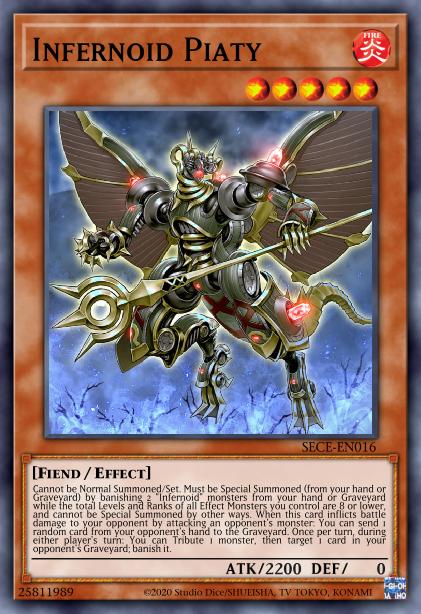 INFERNOID PIATY
FIRE
炎
SECE-EN016
[FIEND / EFFECT]
Cannot be Normal Summoned/Set. Must be Special Summoned (from your hand or
Graveyard) by banishing 2 "Infernoid" monsters from your hand or Graveyard
while the total Levels and Ranks of all Effect Monsters you control are 8 or lower,
and cannot be Special Summoned by other ways. When this card inflicts battle
damage to your opponent by attacking an opponent's monster: You can send 1
random card from your opponent's hand to the Graveyard. Once per turn, during
either player's turn: You can Tribute 1 monster, then target 1 card in your
opponent's Graveyard; banish it.
ATK/2200 DEF/ 0
25811989
©2020 Studio Dice/SHUEISHA, TV TOKYO, KONAMI